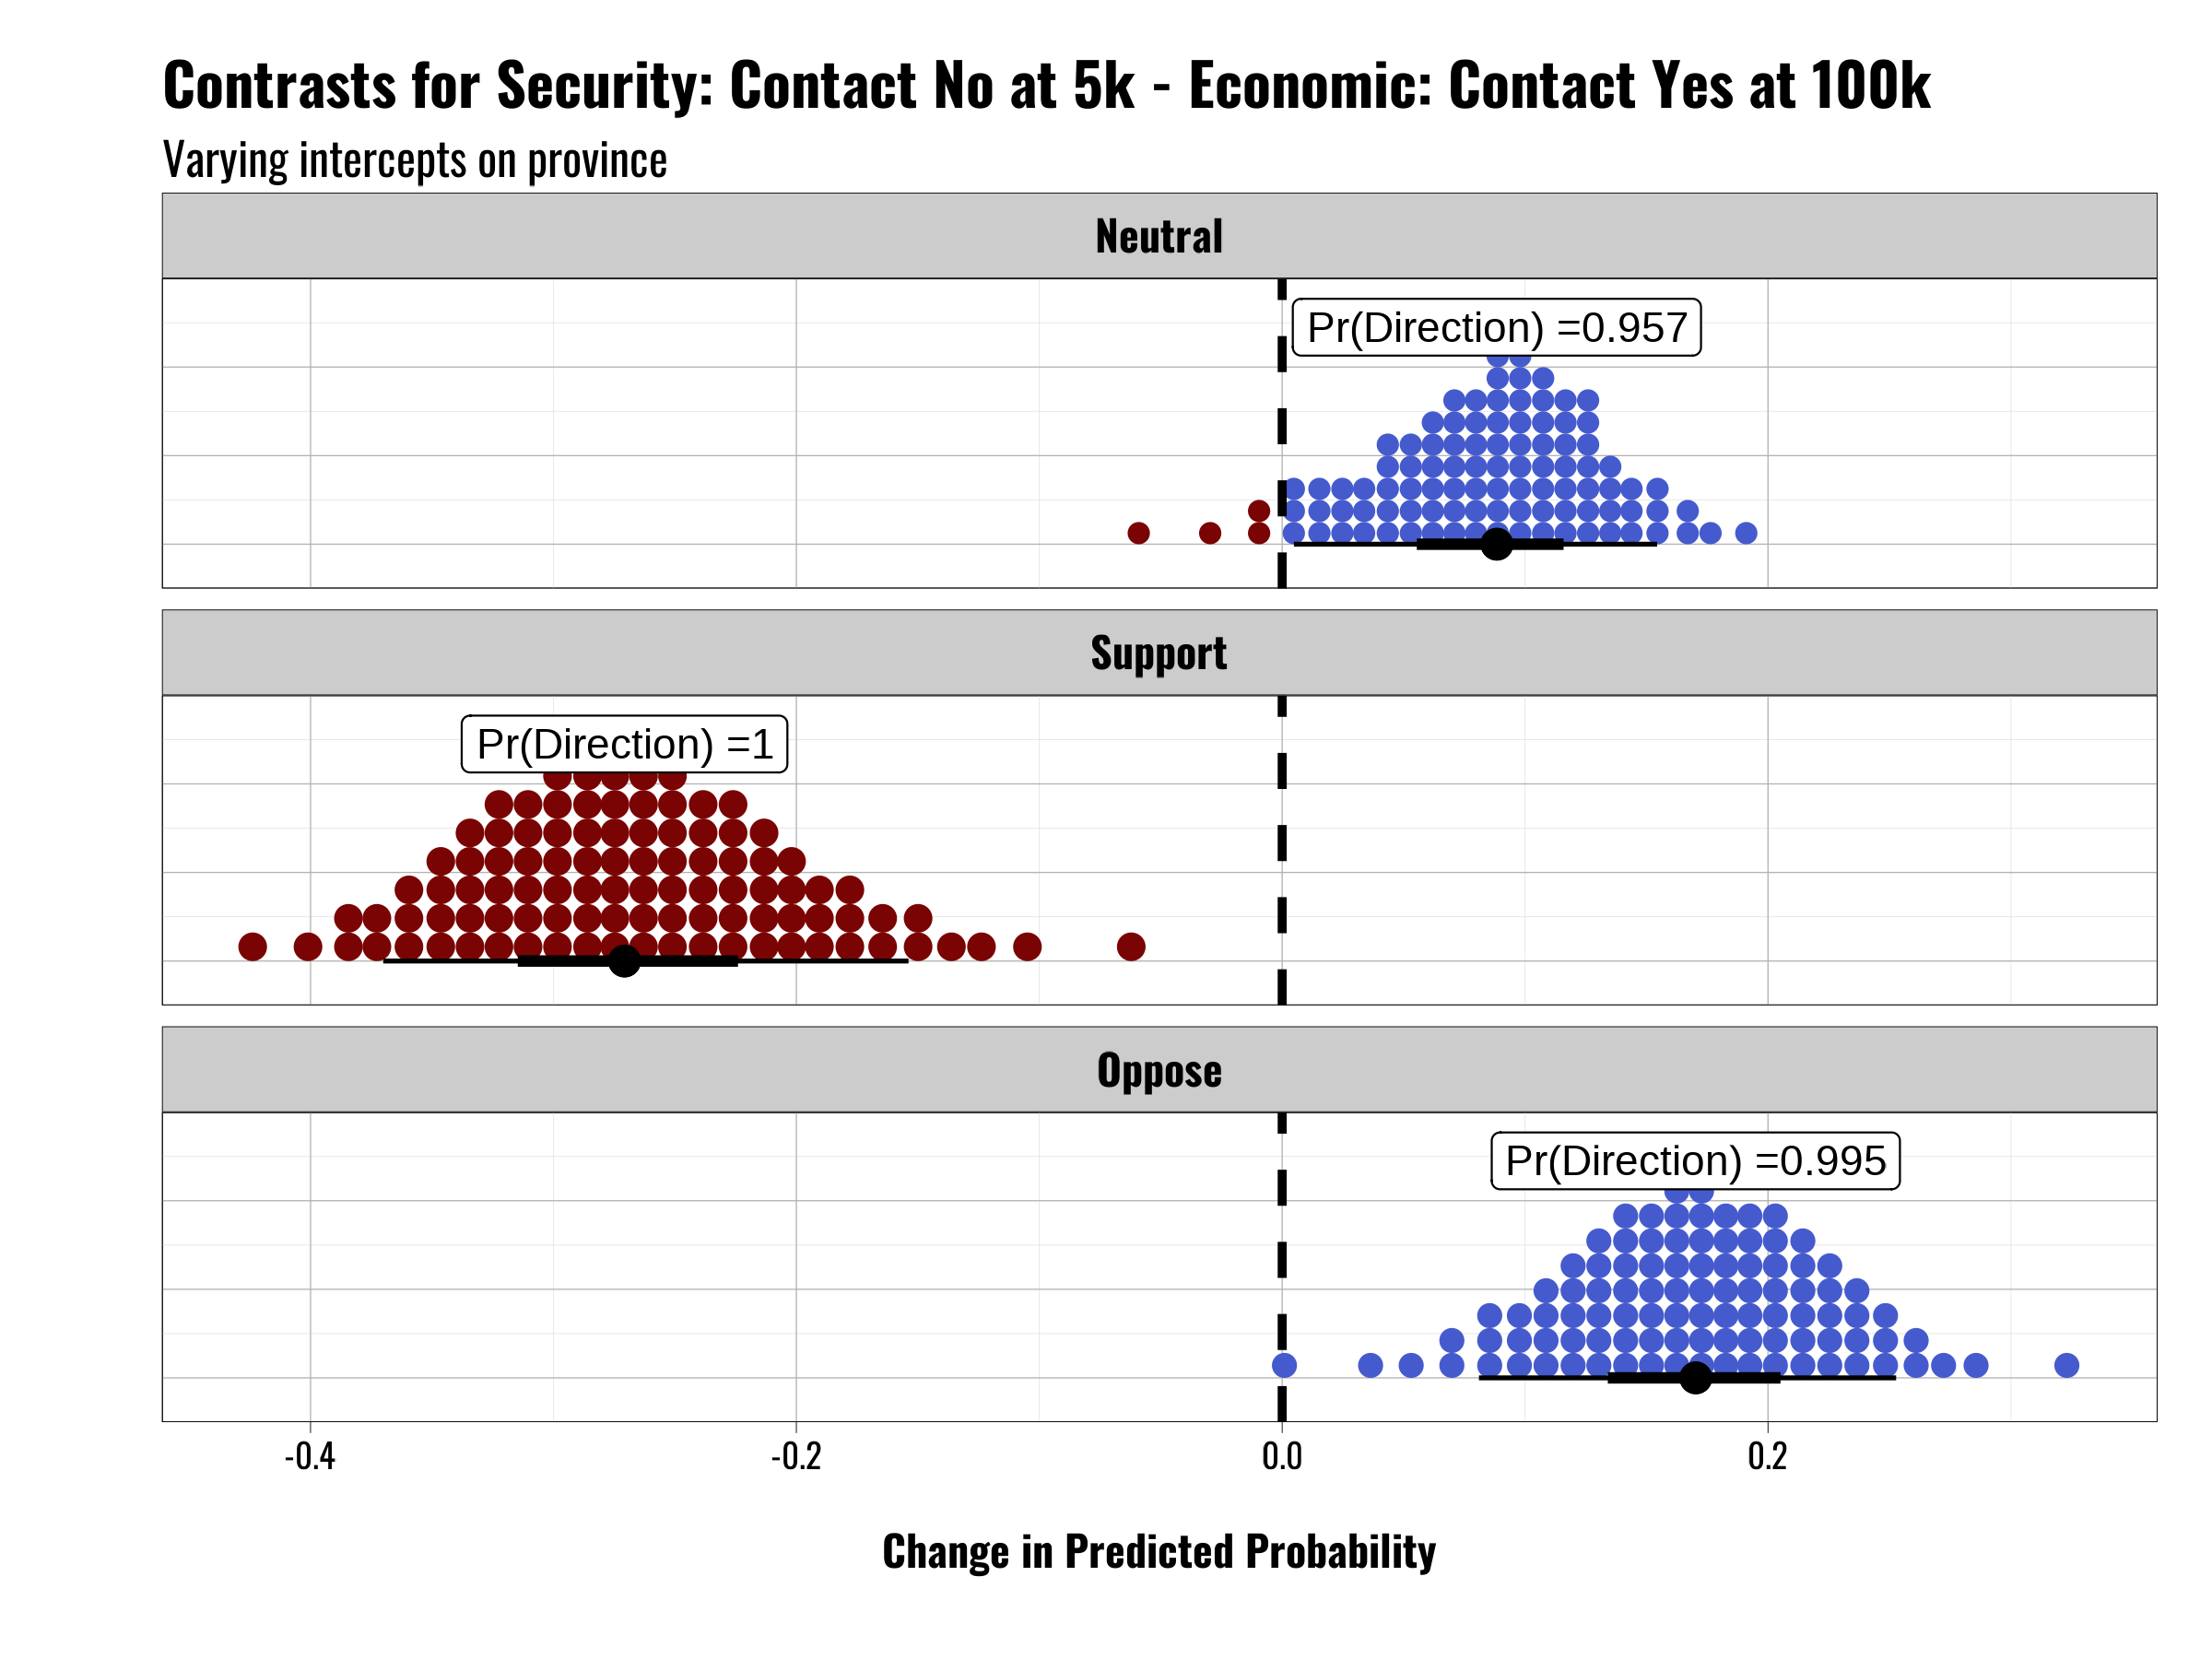 Contrasts for Security: Contact No at 5k - Economic: Contact Yes at 100k
Varying intercepts on province
Neutral
Pr(Direction) =0.957
Support
Pr(Direction) =1
Oppose
Pr(Direction) =0.995
-0.4 -0.2 0.0 0.2
Change in Predicted Probability